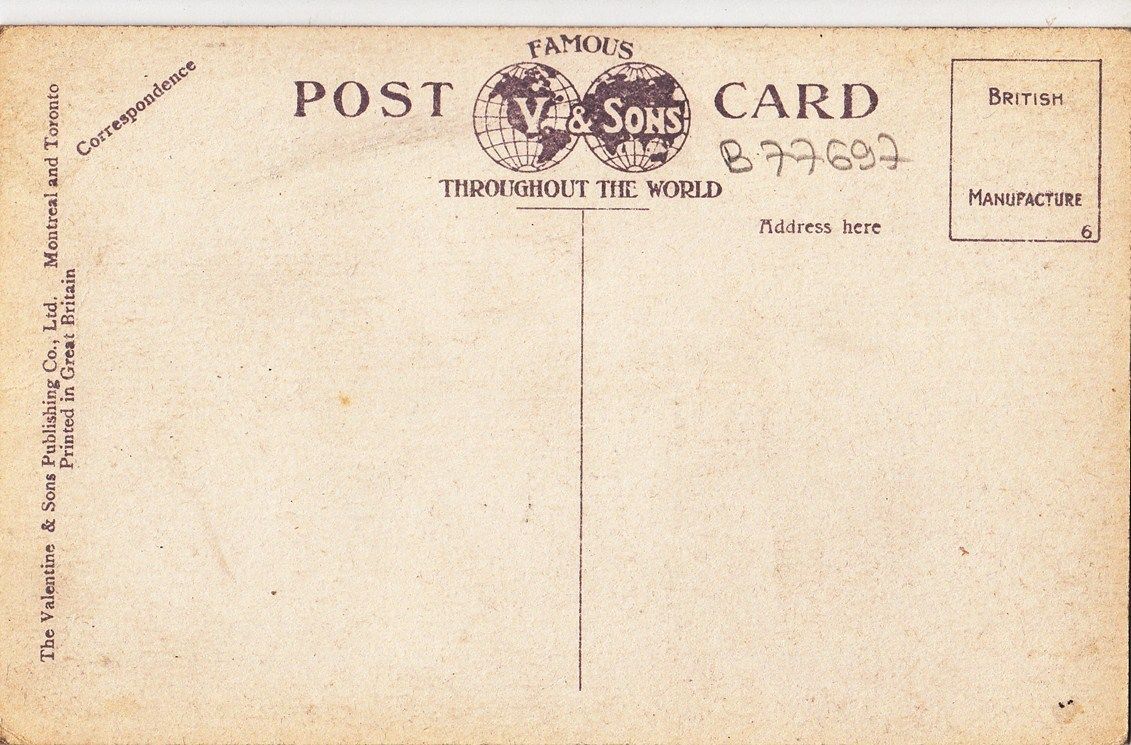 FAMOUS
POST V. & SONS CARD
THROUGHOUT THE WORLD
B77697
BRITISH
MANUFACTURE
6
Correspondence
Address here
The Valentine & Sons Publishing Co., Ltd. Montreal and Toronto
Printed in Great Britain